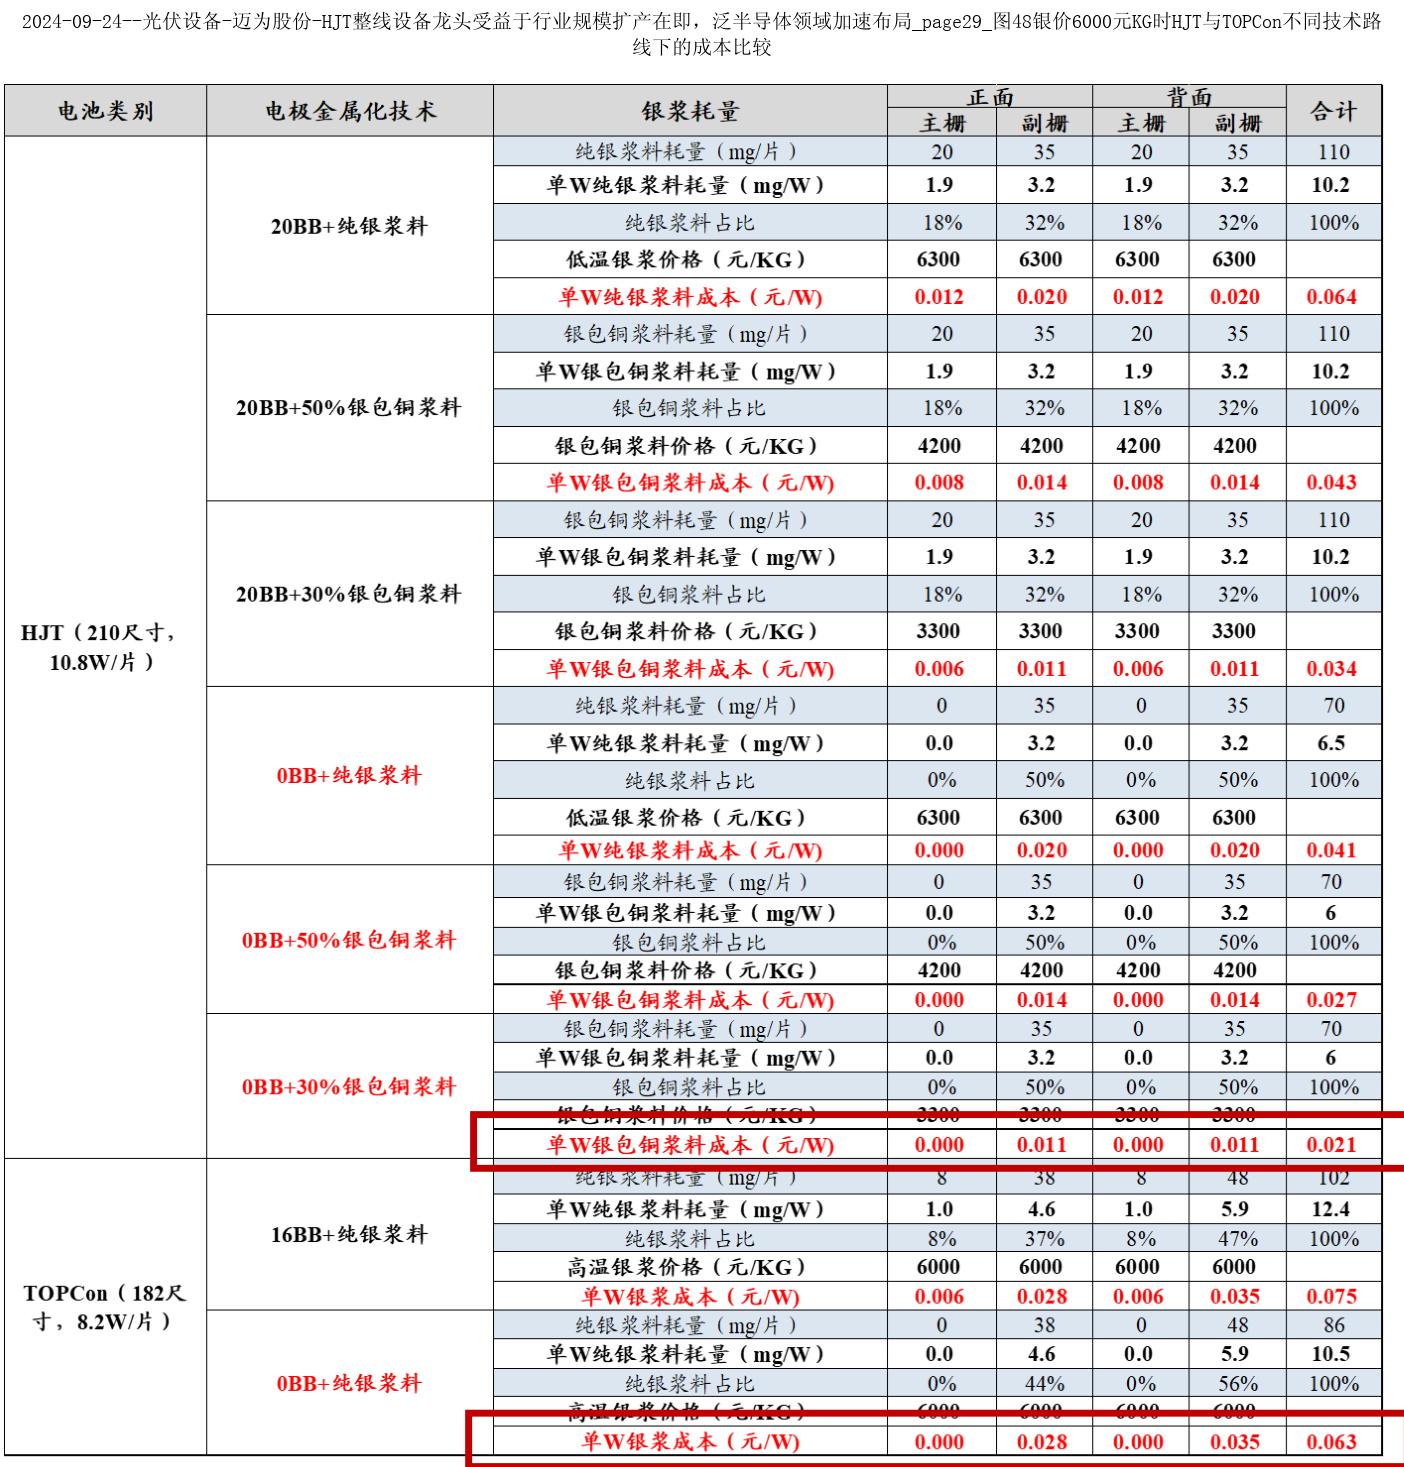 2024-09-24--光伏设备-迈为股份-HJT整线设备龙头受益于行业规模扩产在即，泛半导体领域加速布局_page29_图48银价6000元KG时HJT与TOPCon不同技术路
线下的成本比较
电池类别 电极金属化技术 银浆耗量 正面 背面 合计
主栅 副栅 主栅 副栅
HJT（210尺寸，
10.8W/片）
20BB+纯银浆料
纯银浆料耗量（mg/片） 20 35 20 35 110
单W纯银浆料耗量（mg/W） 1.9 3.2 1.9 3.2 10.2
纯银浆料占比 18% 32% 18% 32% 100%
低温银浆价格（元/KG） 6300 6300 6300 6300
单W纯银浆料成本（元/W) 0.012 0.020 0.012 0.020 0.064
20BB+50%银包铜浆料
银包铜浆料耗量（mg/片） 20 35 20 35 110
单W银包铜浆料耗量（mg/W） 1.9 3.2 1.9 3.2 10.2
银包铜浆料占比 18% 32% 18% 32% 100%
银包铜浆料价格（元/KG） 4200 4200 4200 4200
单W银包铜浆料成本（元/W) 0.008 0.014 0.008 0.014 0.043
20BB+30%银包铜浆料
银包铜浆料耗量（mg/片） 20 35 20 35 110
单W银包铜浆料耗量（mg/W） 1.9 3.2 1.9 3.2 10.2
银包铜浆料占比 18% 32% 18% 32% 100%
银包铜浆料价格（元/KG） 3300 3300 3300 3300
单W银包铜浆料成本（元/W) 0.006 0.011 0.006 0.011 0.034
0BB+纯银浆料
纯银浆料耗量（mg/片） 0 35 0 35 70
单W纯银浆料耗量（mg/W） 0.0 3.2 0.0 3.2 6.5
纯银浆料占比 0% 50% 0% 50% 100%
低温银浆价格（元/KG） 6300 6300 6300 6300
单W纯银浆料成本（元/W) 0.000 0.020 0.000 0.020 0.041
0BB+50%银包铜浆料
银包铜浆料耗量（mg/片） 0 35 0 35 70
单W银包铜浆料耗量（mg/W） 0.0 3.2 0.0 3.2 6
银包铜浆料占比 0% 50% 0% 50% 100%
银包铜浆料价格（元/KG） 4200 4200 4200 4200
单W银包铜浆料成本（元/W) 0.000 0.014 0.000 0.014 0.027
0BB+30%银包铜浆料
银包铜浆料耗量（mg/片） 0 35 0 35 70
单W银包铜浆料耗量（mg/W） 0.0 3.2 0.0 3.2 6
银包铜浆料占比 0% 50% 0% 50% 100%
银包铜浆料价格（元/KG） 3300 3300 3300 3300
单W银包铜浆料成本（元/W) 0.000 0.011 0.000 0.011 0.021
TOPCon（182尺
寸，8.2W/片）
16BB+纯银浆料
纯银浆料耗量（mg/片） 8 38 8 48 102
单W纯银浆料耗量（mg/W） 1.0 4.6 1.0 5.9 12.4
纯银浆料占比 8% 37% 8% 47% 100%
高温银浆价格（元/KG） 6000 6000 6000 6000
单W银浆成本（元/W) 0.006 0.028 0.006 0.035 0.075
0BB+纯银浆料
纯银浆料耗量（mg/片） 0 38 0 48 86
单W纯银浆料耗量（mg/W） 0.0 4.6 0.0 5.9 10.5
纯银浆料占比 0% 44% 0% 56% 100%
高温银浆价格（元/KG） 6000 6000 6000 6000
单W银浆成本（元/W) 0.000 0.028 0.000 0.035 0.063